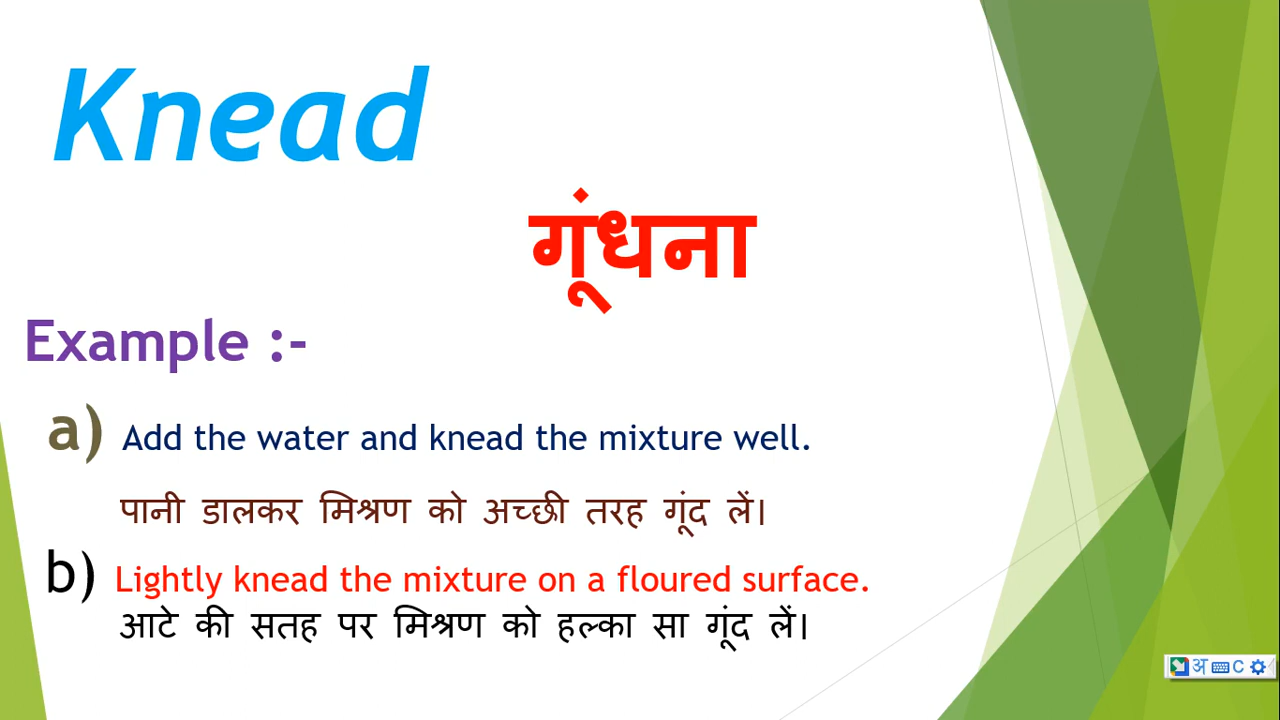 Knead
गूंधना
Example :-
a) Add the water and knead the mixture well.
पानी डालकर मिश्रण को अच्छी तरह गूंद लें।
b) Lightly knead the mixture on a floured surface.
आटे की सतह पर मिश्रण को हल्का सा गूंद लें।
अ C